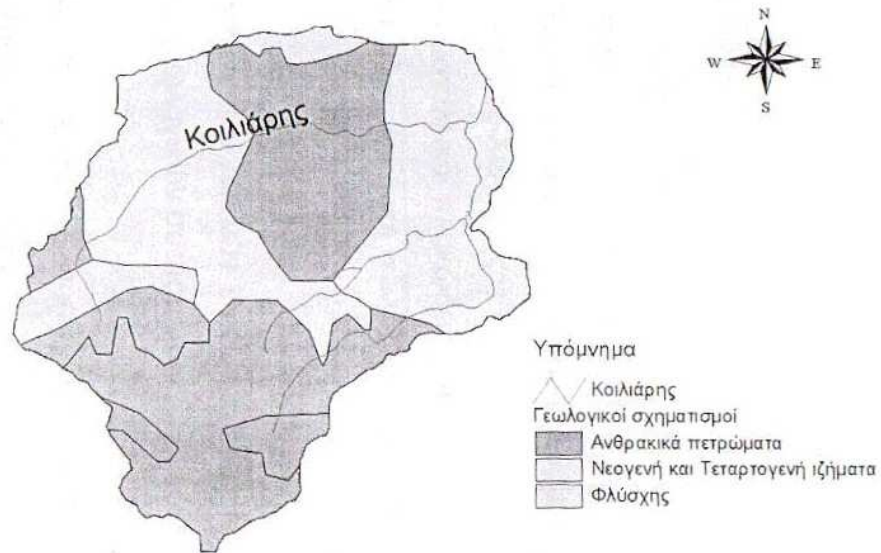 N
W E
S
Κοιλιάρης
Υπόμνημα
Κοιλιάρης
Γεωλογικοί σχηματισμοί
Ανθρακικά πετρώματα
Νεογενή και Τεταρτογενή ιζήματα
Φλύσχης